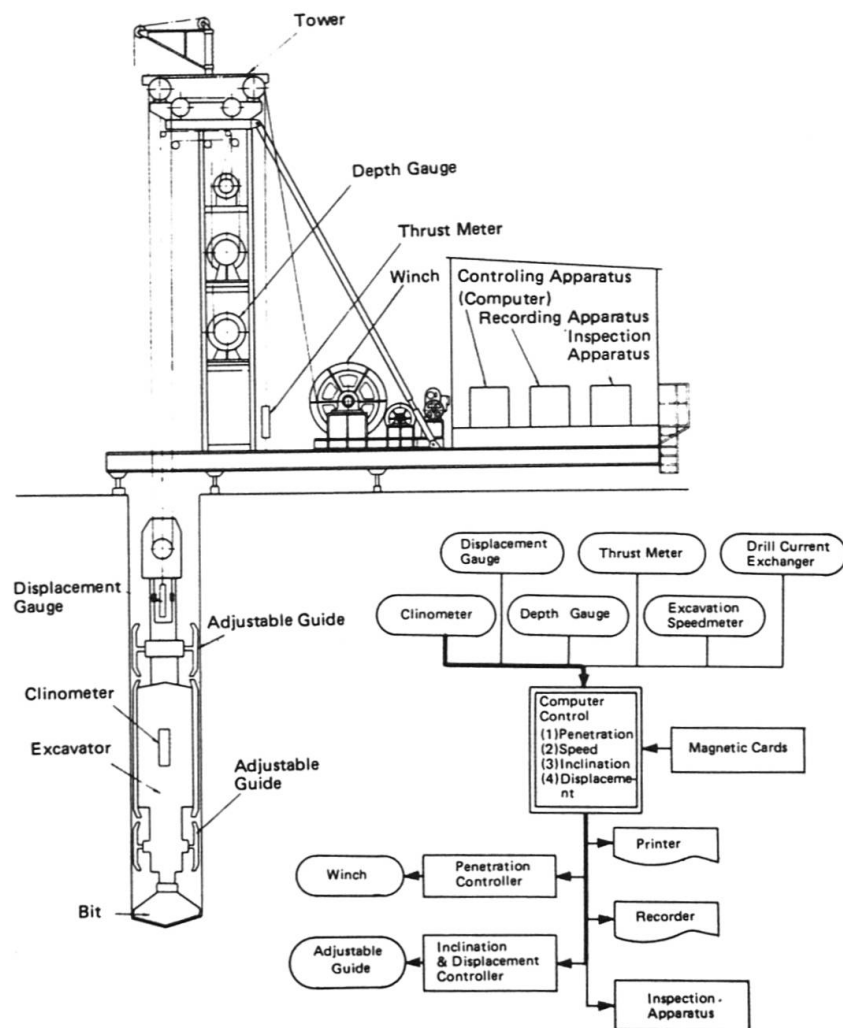 Tower
Depth Gauge
Thrust Meter
Winch
Controling Apparatus
(Computer)
Recording Apparatus
Inspection
Apparatus
Displacement
Gauge
Adjustable Guide
Clinometer
Excavator
Adjustable
Guide
Bit
Displacement
Gauge
Thrust Meter
Drill Current
Exchanger
Clinometer
Depth Gauge
Excavation
Speedmeter
Computer
Control
(1)Penetration
(2)Speed
(3)Inclination
(4)Displaceme-
nt
Magnetic Cards
Printer
Winch
Penetration
Controller
Recorder
Adjustable
Guide
Inclination
& Displacement
Controller
Inspection-
Apparatus